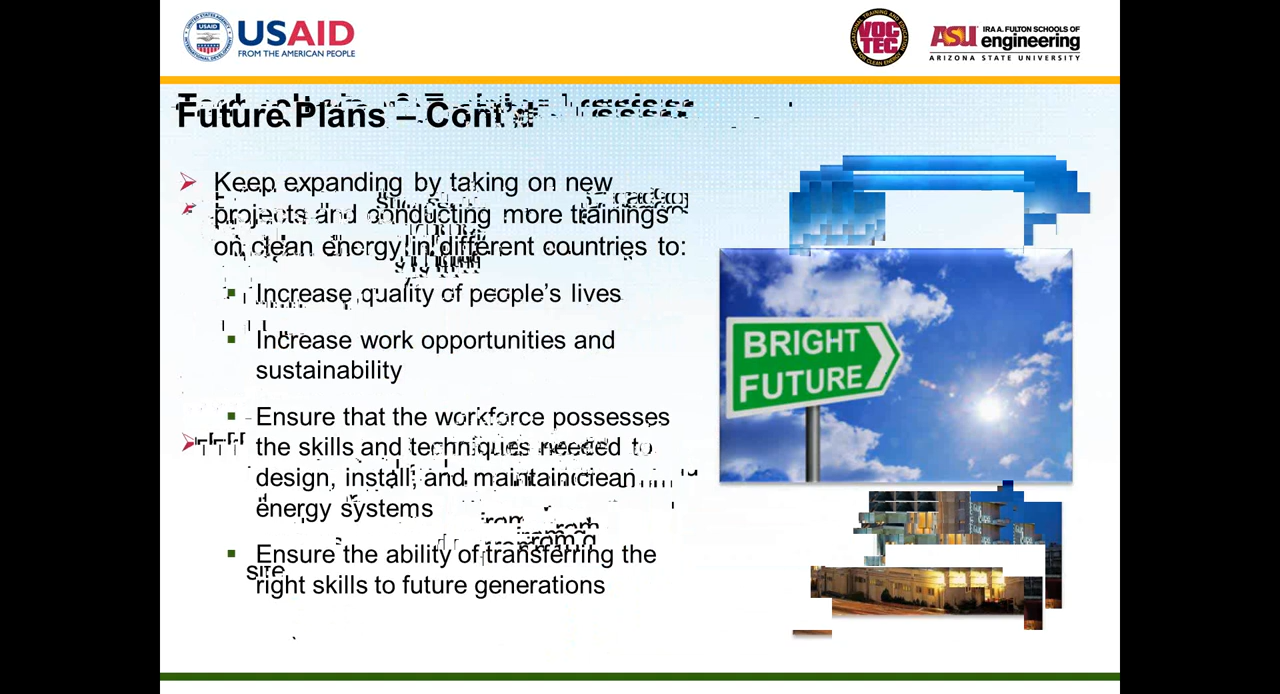 USAID
FROM THE AMERICAN PEOPLE
VOC
TEC
ASU IRA A. FULTON SCHOOLS OF
engineering
ARIZONA STATE UNIVERSITY
Future Plans – Cont'd
Keep expanding by taking on new
projects and conducting more trainings
on clean energy in different countries to:
Increase quality of people's lives
Increase work opportunities and
sustainability
Ensure that the workforce possesses
the skills and techniques needed to
design, install, and maintain clean
energy systems
Ensure the ability of transferring the
right skills to future generations
BRIGHT
FUTURE